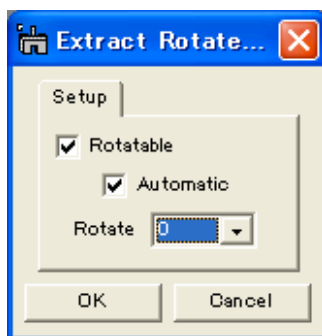 Extract Rotate...
Setup
Rotatable
Automatic
Rotate 0
OK Cancel